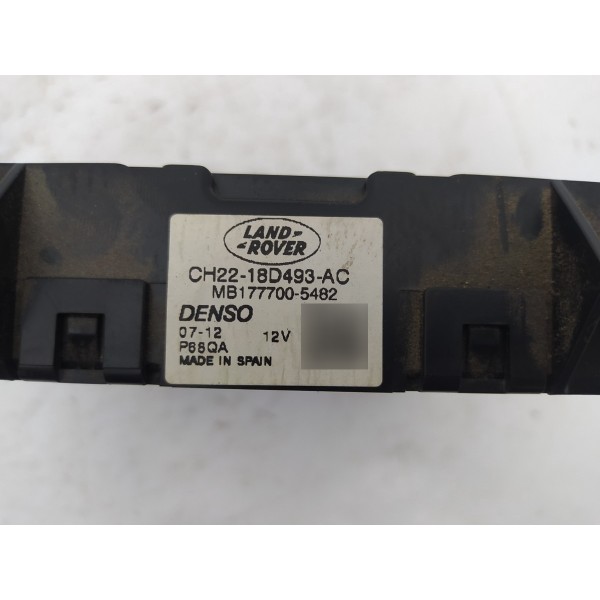 LAND-
-ROVER
CH22-18D493-AC
MB177700-5482
DENSO
07-12 12V
P68QA
MADE IN SPAIN